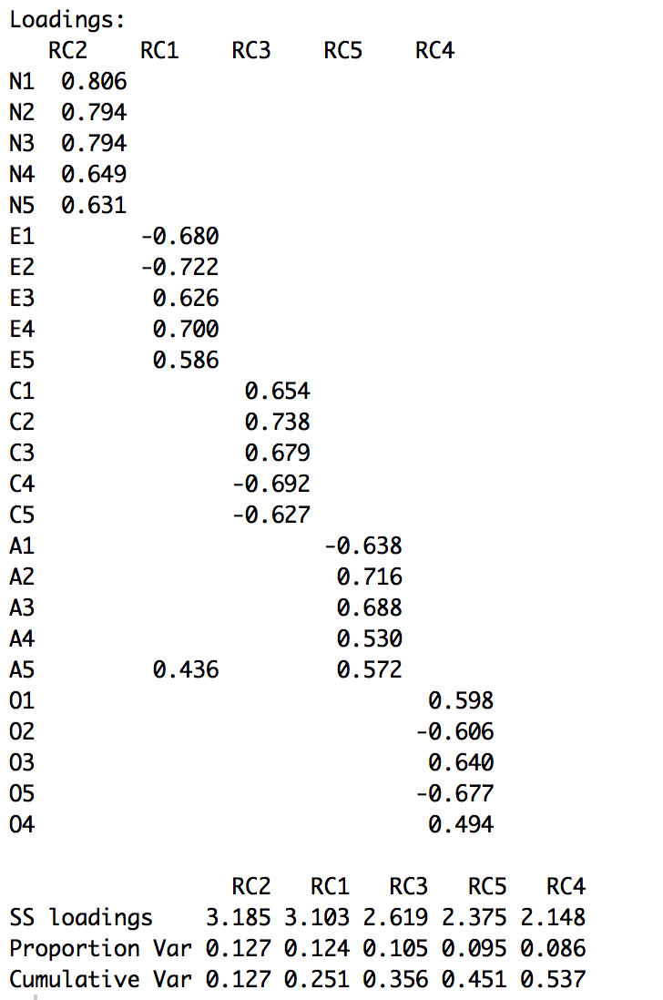 Loadings:
   RC2    RC1    RC3    RC5    RC4
N1  0.806
N2  0.794
N3  0.794
N4  0.649
N5  0.631
E1        -0.680
E2        -0.722
E3         0.626
E4         0.700
E5         0.586
C1                0.654
C2                0.738
C3                0.679
C4               -0.692
C5               -0.627
A1                      -0.638
A2                       0.716
A3                       0.688
A4                       0.530
A5         0.436         0.572
O1                              0.598
O2                             -0.606
O3                              0.640
O5                             -0.677
O4                              0.494

                 RC2   RC1   RC3   RC5   RC4
SS loadings    3.185 3.103 2.619 2.375 2.148
Proportion Var 0.127 0.124 0.105 0.095 0.086
Cumulative Var 0.127 0.251 0.356 0.451 0.537